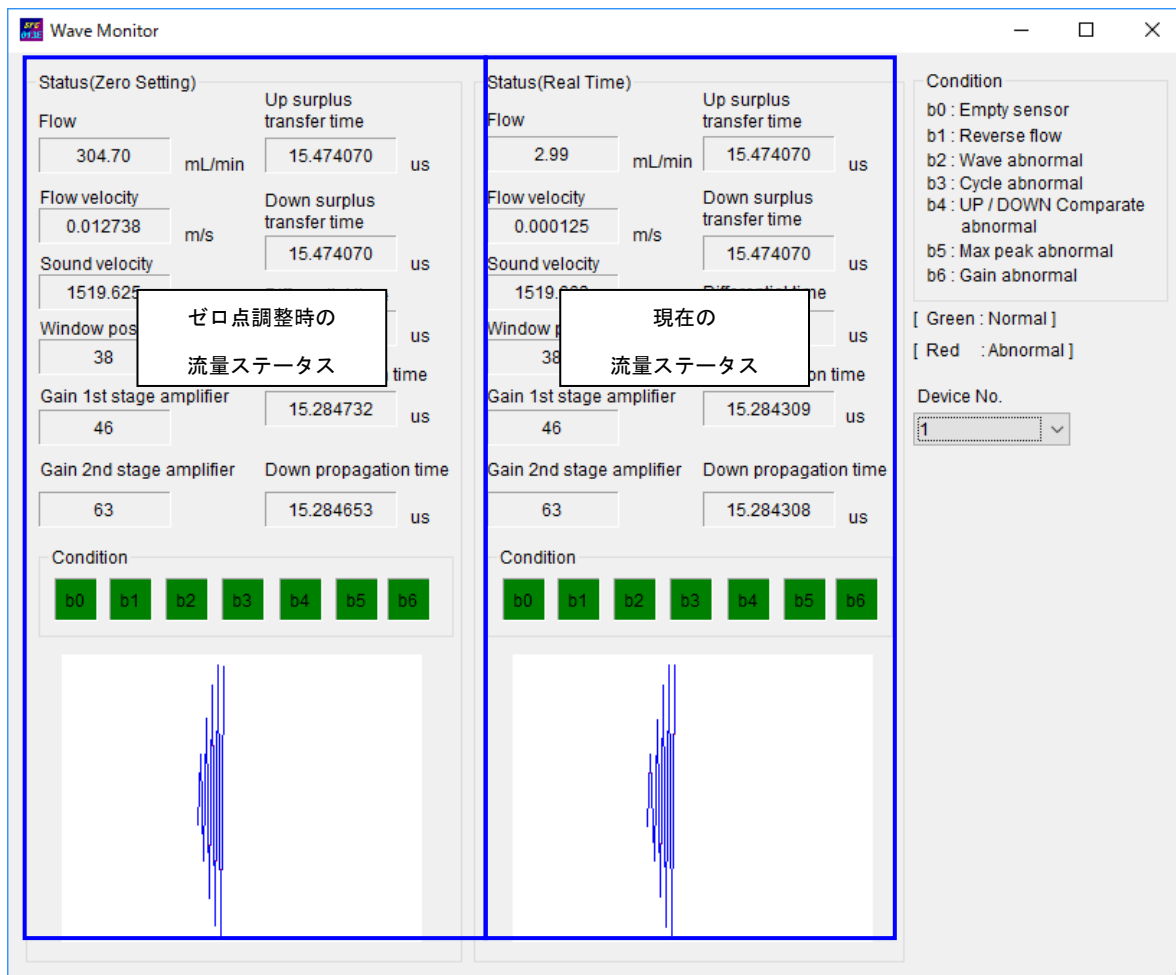 SFC
Wave Monitor
Status(Zero Setting)
Flow
304.70
mL/min
Up surplus
transfer time
15.474070
us
Flow velocity
0.012738
m/s
Down surplus
transfer time
15.474070
us
Sound velocity
1519.625
us
Window pos
38
ゼロ点調整時の
流量ステータス
time
Gain 1st stage amplifier
46
15.284732
us
Gain 2nd stage amplifier
63
Down propagation time
15.284653
us
Condition
b0 b1 b2 b3 b4 b5 b6
Status(Real Time)
Flow
2.99
mL/min
Up surplus
transfer time
15.474070
us
Flow velocity
0.000125
m/s
Down surplus
transfer time
15.474070
us
Sound velocity
us
Window
38
現在の
流量ステータス
time
Gain 1st stage amplifier
46
15.284309
us
Gain 2nd stage amplifier
63
Down propagation time
15.284308
us
Condition
b0 b1 b2 b3 b4 b5 b6
Condition
b0 : Empty sensor
b1 : Reverse flow
b2 : Wave abnormal
b3 : Cycle abnormal
b4 : UP / DOWN Comparate
abnormal
b5 : Max peak abnormal
b6 : Gain abnormal
[ Green : Normal ]
[ Red : Abnormal ]
Device No.
1